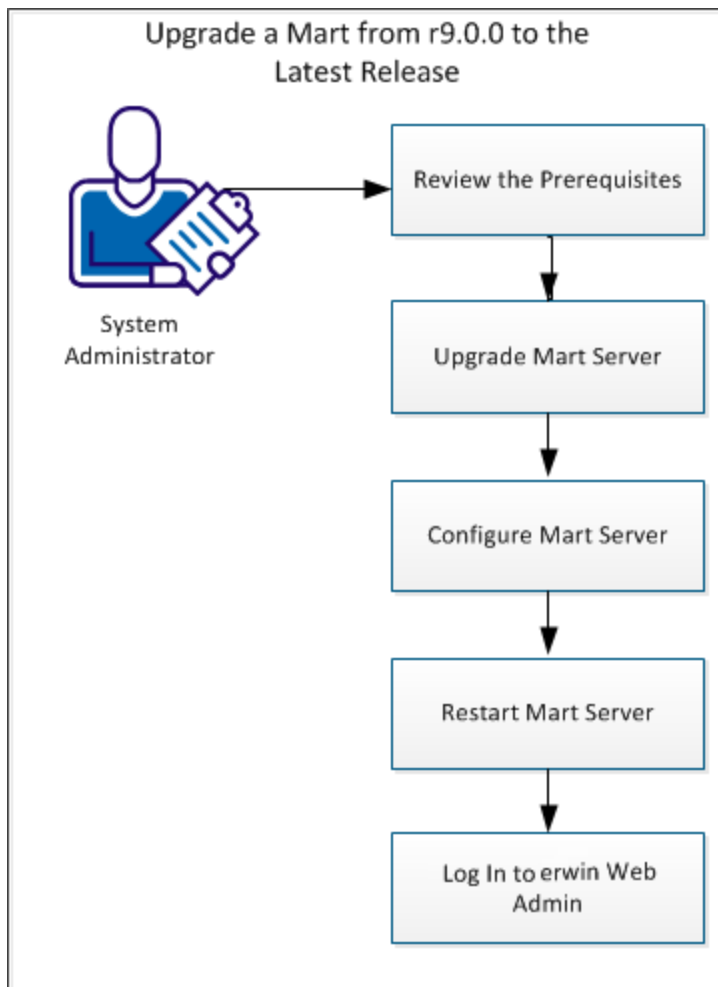 Upgrade a Mart from r9.0.0 to the
Latest Release
System
Administrator
Review the Prerequisites
Upgrade Mart Server
Configure Mart Server
Restart Mart Server
Log In to erwin Web
Admin